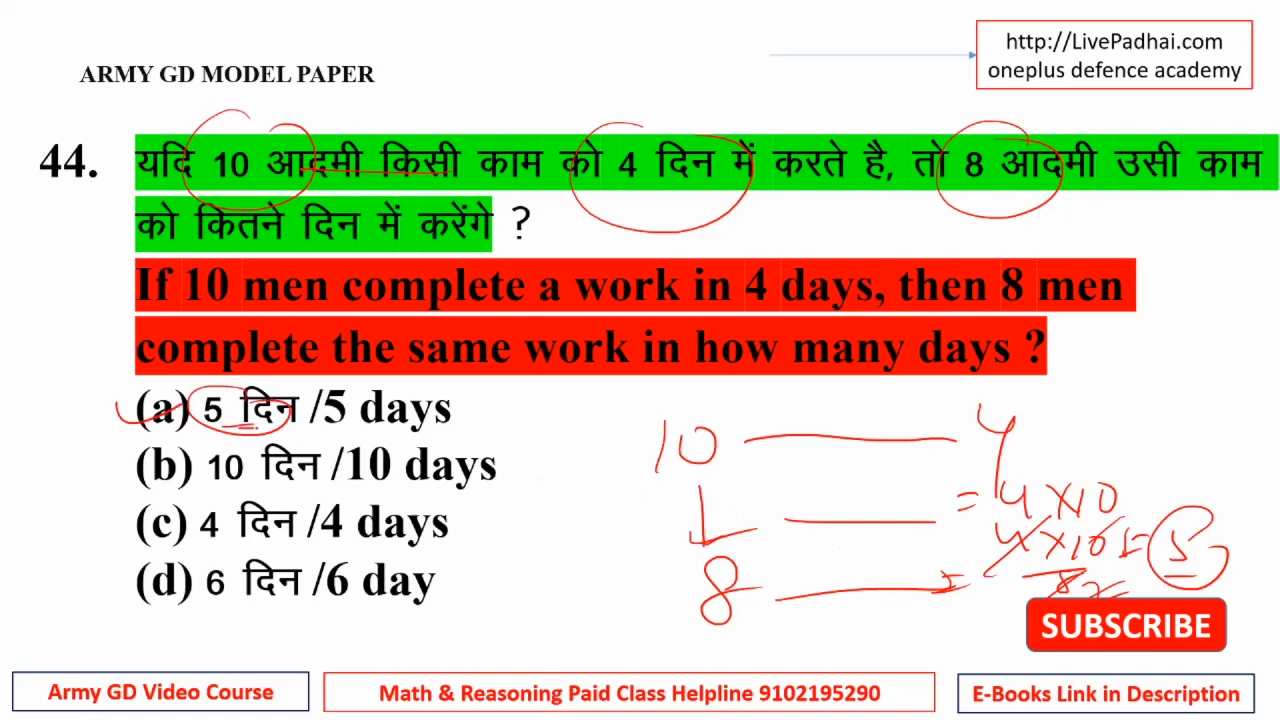 http://LivePadhai.com
oneplus defence academy
ARMY GD MODEL PAPER
44. यदि 10 आदमी किसी काम को 4 दिन में करते है, तो 8 आदमी उसी काम
को कितने दिन में करेंगे ?
If 10 men complete a work in 4 days, then 8 men
complete the same work in how many days ?
(a) 5 दिन /5 days
(b) 10 दिन /10 days
(c) 4 दिन /4 days
(d) 6 दिन /6 day
10 — 4
1 — = 4×10
8 — = 4×10 = 5
8
SUBSCRIBE
Army GD Video Course
Math & Reasoning Paid Class Helpline 9102195290
E-Books Link in Description